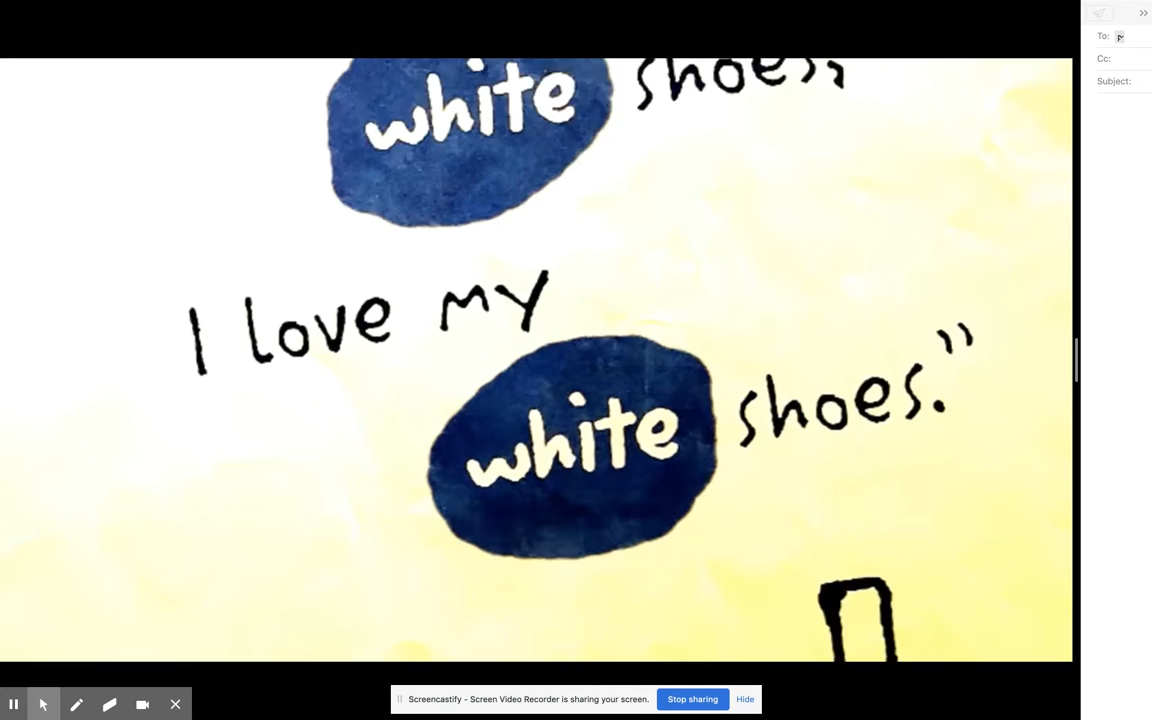 white shoes,
I love my
white shoes."
To:
Cc:
Subject:
Screencastify - Screen Video Recorder is sharing your screen. Stop sharing Hide